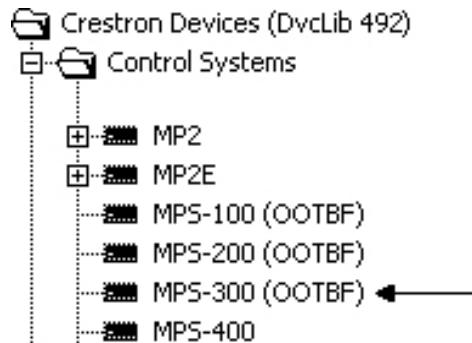 Crestron Devices (DvcLib 492)
Control Systems
MP2
MP2E
MPS-100 (OOTBF)
MPS-200 (OOTBF)
MPS-300 (OOTBF)
MPS-400